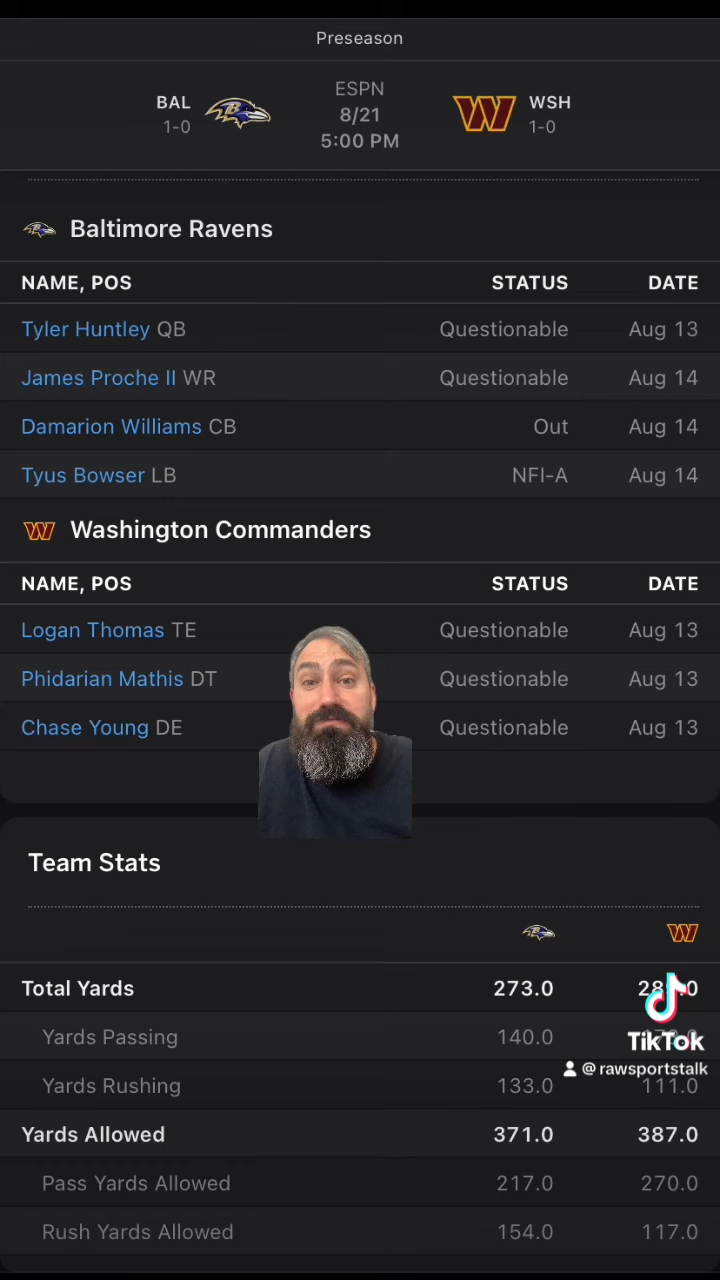 Preseason
BAL 1-0
ESPN
8/21
5:00 PM
WSH 1-0
Baltimore Ravens
NAME, POS STATUS DATE
Tyler Huntley QB Questionable Aug 13
James Proche II WR Questionable Aug 14
Damarion Williams CB Out Aug 14
Tyus Bowser LB NFI-A Aug 14
Washington Commanders
NAME, POS STATUS DATE
Logan Thomas TE Questionable Aug 13
Phidarian Mathis DT Questionable Aug 13
Chase Young DE Questionable Aug 13
Team Stats
Total Yards 273.0
Yards Passing 140.0
TikTok
@rawsportstalk
Yards Rushing 133.0 111.0
Yards Allowed 371.0 387.0
Pass Yards Allowed 217.0 270.0
Rush Yards Allowed 154.0 117.0